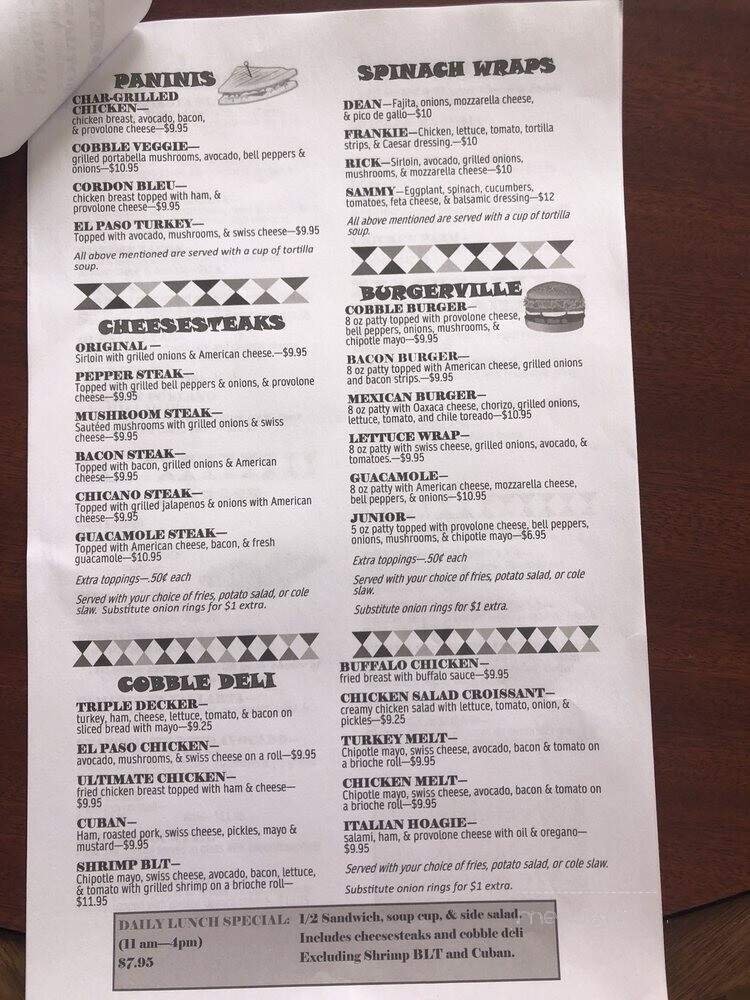 PANINIS
CHAR-GRILLED
CHICKEN—
chicken breast, avocado, bacon,
& provolone cheese—$9.95
COBBLE VEGGIE—
grilled portabella mushrooms, avocado, bell peppers &
onions—$10.95
CORDON BLEU—
chicken breast topped with ham, &
provolone cheese—$9.95
EL PASO TURKEY—
Topped with avocado, mushrooms, & swiss cheese—$9.95
All above mentioned are served with a cup of tortilla
soup.
CHEESESTEAKS
ORIGINAL —
Sirloin with grilled onions & American cheese.—$9.95
PEPPER STEAK—
Topped with grilled bell peppers & onions, & provolone
cheese—$9.95
MUSHROOM STEAK—
Sautéed mushrooms with grilled onions & swiss
cheese—$9.95
BACON STEAK—
Topped with bacon, grilled onions & American
cheese—$9.95
CHICANO STEAK—
Topped with grilled jalapenos & onions with American
cheese—$9.95
GUACAMOLE STEAK—
Topped with American cheese, bacon, & fresh
guacamole—$10.95
Extra toppings—.50¢ each
Served with your choice of fries, potato salad, or cole
slaw. Substitute onion rings for $1 extra.
COBBLE DELI
TRIPLE DECKER—
turkey, ham, cheese, lettuce, tomato, & bacon on
sliced bread with mayo—$9.25
EL PASO CHICKEN—
avocado, mushrooms, & swiss cheese on a roll—$9.95
ULTIMATE CHICKEN—
fried chicken breast topped with ham & cheese—
$9.95
CUBAN—
Ham, roasted pork, swiss cheese, pickles, mayo &
mustard—$9.95
SHRIMP BLT—
Chipotle mayo, swiss cheese, avocado, bacon, lettuce,
& tomato with grilled shrimp on a brioche roll—
$11.95
SPINACH WRAPS
DEAN—Fajita, onions, mozzarella cheese,
& pico de gallo—$10
FRANKIE—Chicken, lettuce, tomato, tortilla
strips, & Caesar dressing.—$10
RICK—Sirloin, avocado, grilled onions,
mushrooms, & mozzarella cheese—$10
SAMMY—Eggplant, spinach, cucumbers,
tomatoes, feta cheese, & balsamic dressing—$12
All above mentioned are served with a cup of tortilla
soup.
BURGERVILLE
COBBLE BURGER—
8 oz patty topped with provolone cheese,
bell peppers, onions, mushrooms, &
chipotle mayo—$9.95
BACON BURGER—
8 oz patty topped with American cheese, grilled onions
and bacon strips.—$9.95
MEXICAN BURGER—
8 oz patty with Oaxaca cheese, chorizo, grilled onions,
lettuce, tomato, and chile toreado—$10.95
LETTUCE WRAP—
8 oz patty with swiss cheese, grilled onions, avocado, &
tomatoes.—$9.95
GUACAMOLE—
8 oz patty with American cheese, mozzarella cheese,
bell peppers, & onions—$10.95
JUNIOR—
5 oz patty topped with provolone cheese, bell peppers,
onions, mushrooms, & chipotle mayo—$6.95
Extra toppings—.50¢ each
Served with your choice of fries, potato salad, or cole
slaw.
Substitute onion rings for $1 extra.
BUFFALO CHICKEN—
fried breast with buffalo sauce—$9.95
CHICKEN SALAD CROISSANT—
creamy chicken salad with lettuce, tomato, onion, &
pickles—$9.25
TURKEY MELT—
Chipotle mayo, swiss cheese, avocado, bacon & tomato on
a brioche roll—$9.95
CHICKEN MELT—
Chipotle mayo, swiss cheese, avocado, bacon & tomato on
a brioche roll—$9.95
ITALIAN HOAGIE—
salami, ham, & provolone cheese with oil & oregano—
$9.95
Served with your choice of fries, potato salad, or cole slaw.
Substitute onion rings for $1 extra.
DAILY LUNCH SPECIAL: 1/2 Sandwich, soup cup, & side salad.
(11 am—4pm) Includes cheesesteaks and cobble deli
$7.95 Excluding Shrimp BLT and Cuban.